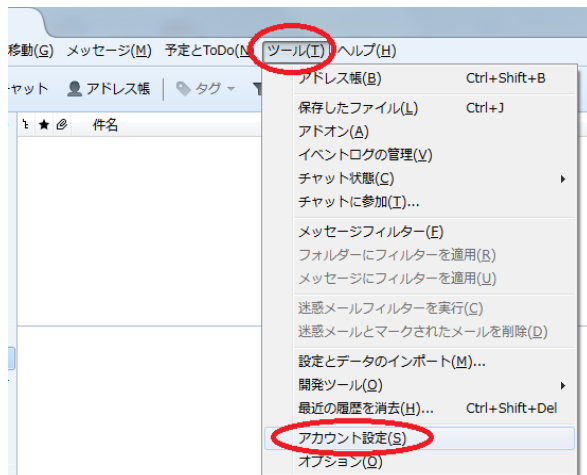 移動(G) メッセージ(M) 予定とToDo(N) ツール(T) ヘルプ(H)
ャット アドレス帳 タグ
件名
アドレス帳(B) Ctrl+Shift+B
保存したファイル(L) Ctrl+J
アドオン(A)
イベントログの管理(V)
チャット状態(C)
チャットに参加(T)...
メッセージフィルター(F)
フォルダーにフィルターを適用(R)
メッセージにフィルターを適用(U)
迷惑メールフィルターを実行(C)
迷惑メールとマークされたメールを削除(D)
設定とデータのインポート(M)...
開発ツール(O)
最近の履歴を消去(H)... Ctrl+Shift+Del
アカウント設定(S)
オプション(O)